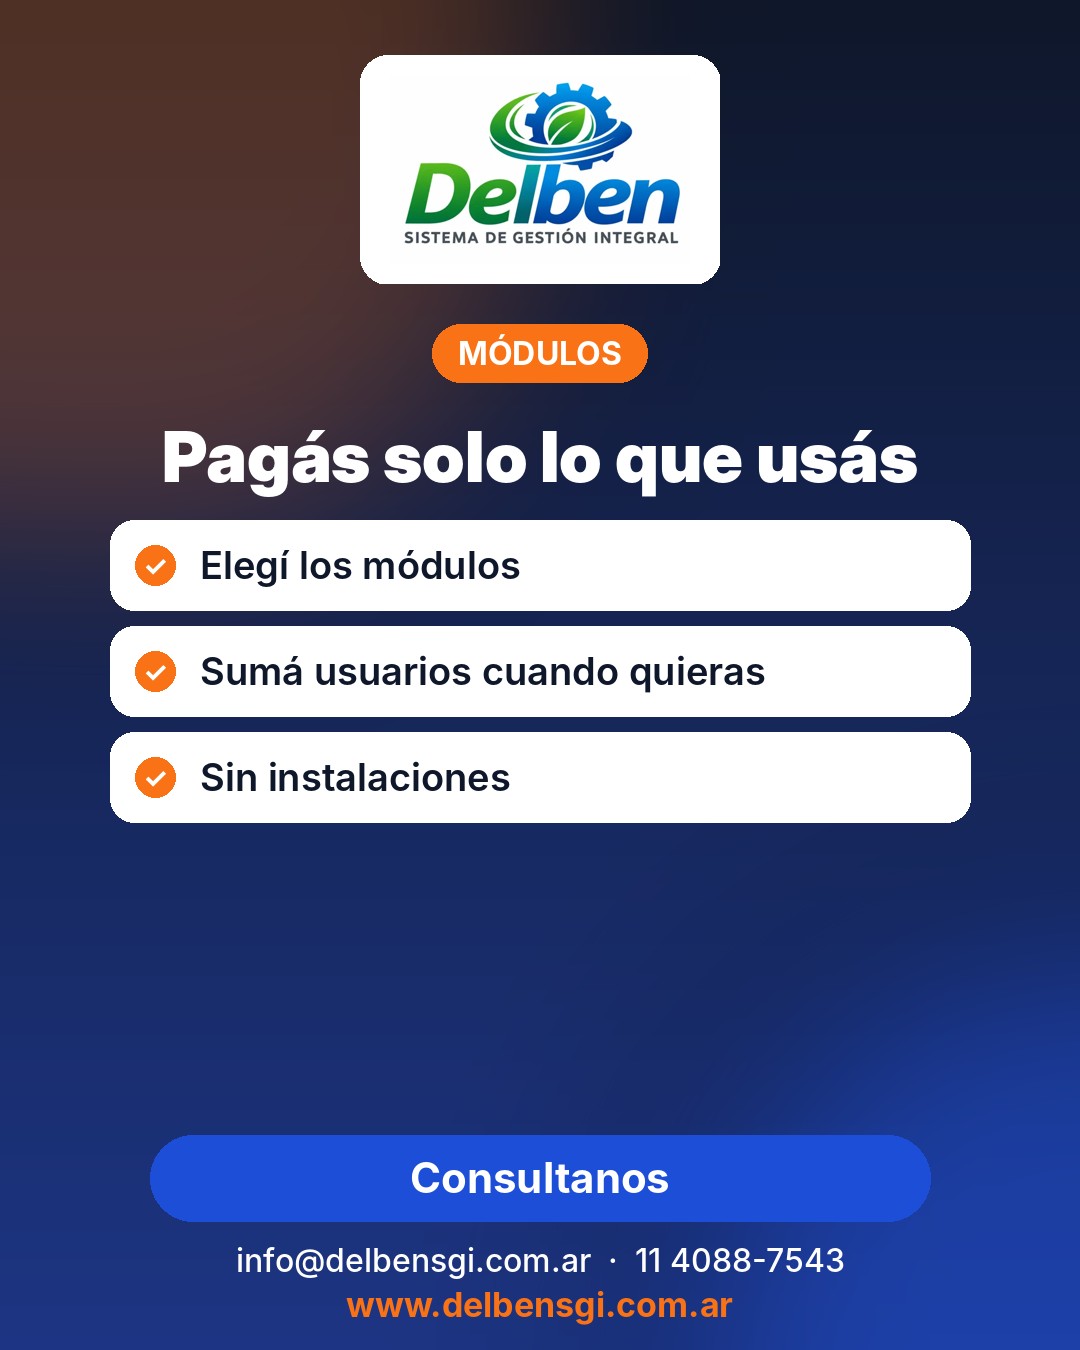 Delben
SISTEMA DE GESTIÓN INTEGRAL
MÓDULOS
Pagás solo lo que usás
Elegí los módulos
Sumá usuarios cuando quieras
Sin instalaciones
Consultanos
info@delbensgi.com.ar · 11 4088-7543
www.delbensgi.com.ar